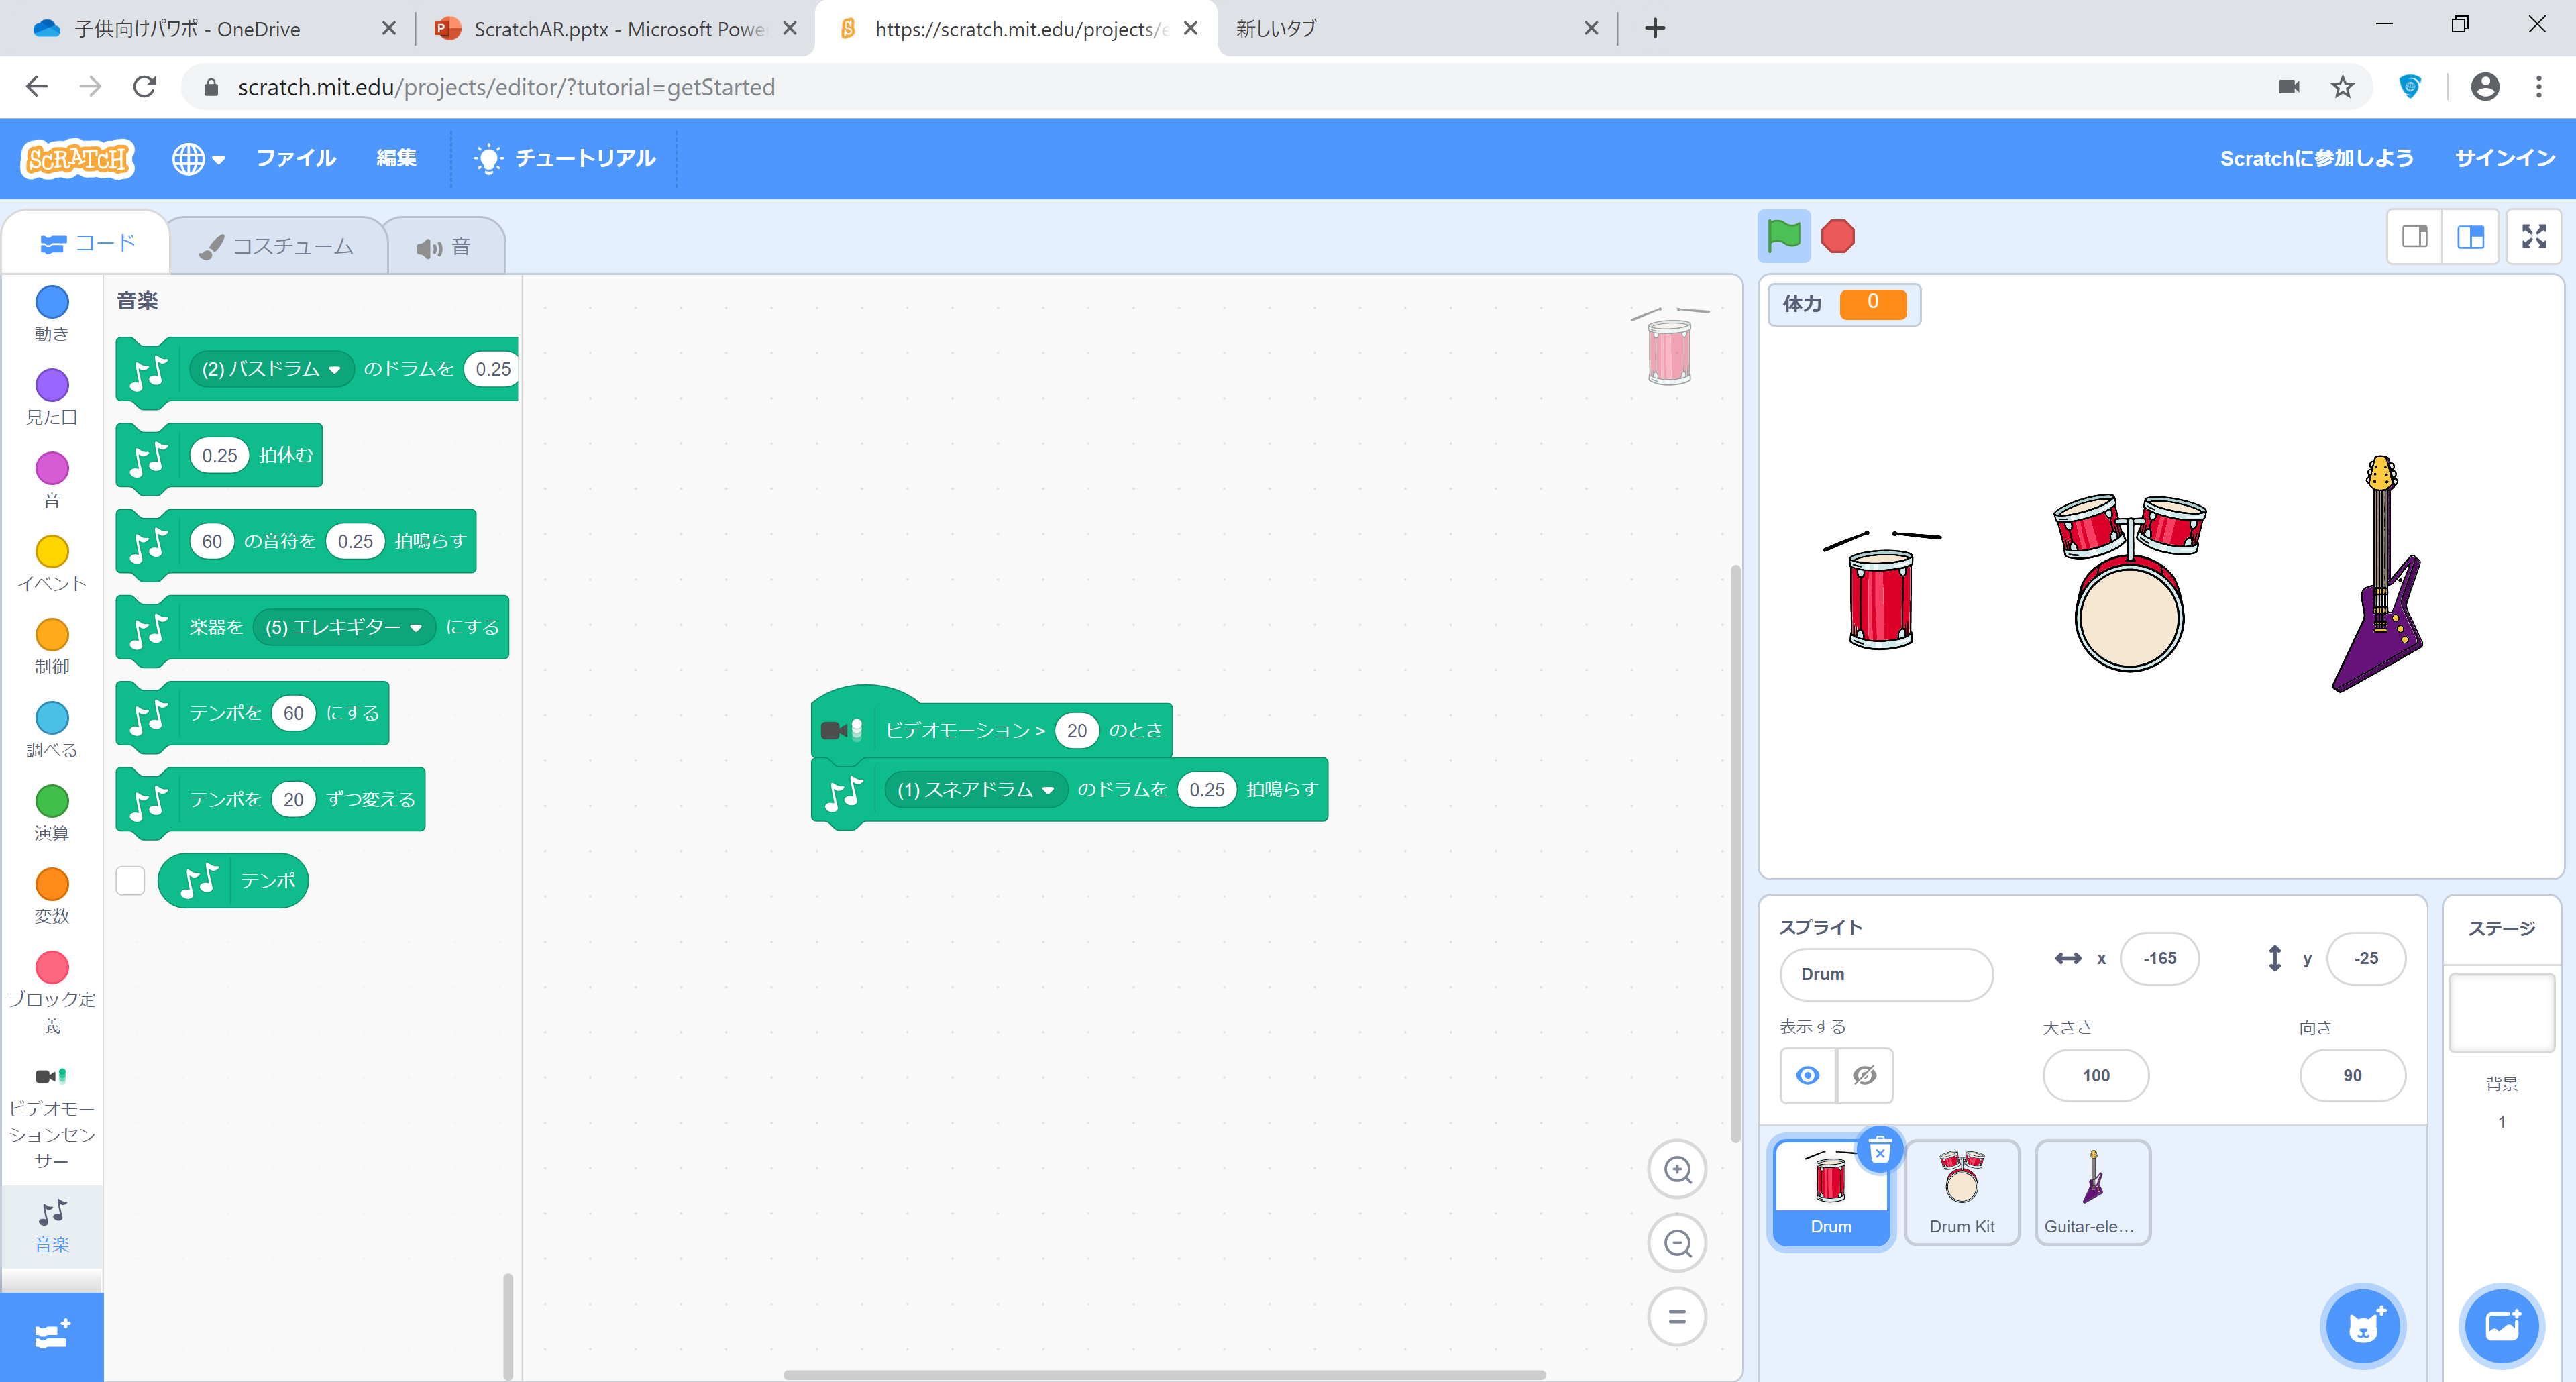 子供向けパワポ - OneDrive
ScratchAR.pptx - Microsoft Powe
https://scratch.mit.edu/projects/e
新しいタブ
scratch.mit.edu/projects/editor/?tutorial=getStarted
SCRATCH
ファイル
編集
チュートリアル
Scratchに参加しよう
サインイン
コード
コスチューム
音
動き
見た目
音
イベント
制御
調べる
演算
変数
ブロック定
義
ビデオモー
ションセン
サー
音楽
音楽
(2) バスドラム のドラムを 0.25
0.25 拍休む
60 の音符を 0.25 拍鳴らす
楽器を (5) エレキギター にする
テンポを 60 にする
テンポを 20 ずつ変える
テンポ
ビデオモーション > 20 のとき
(1) スネアドラム のドラムを 0.25 拍鳴らす
体力 0
スプライト
Drum
x -165
y -25
表示する
大きさ
100
向き
90
Drum
Drum Kit
Guitar-ele...
ステージ
背景
1